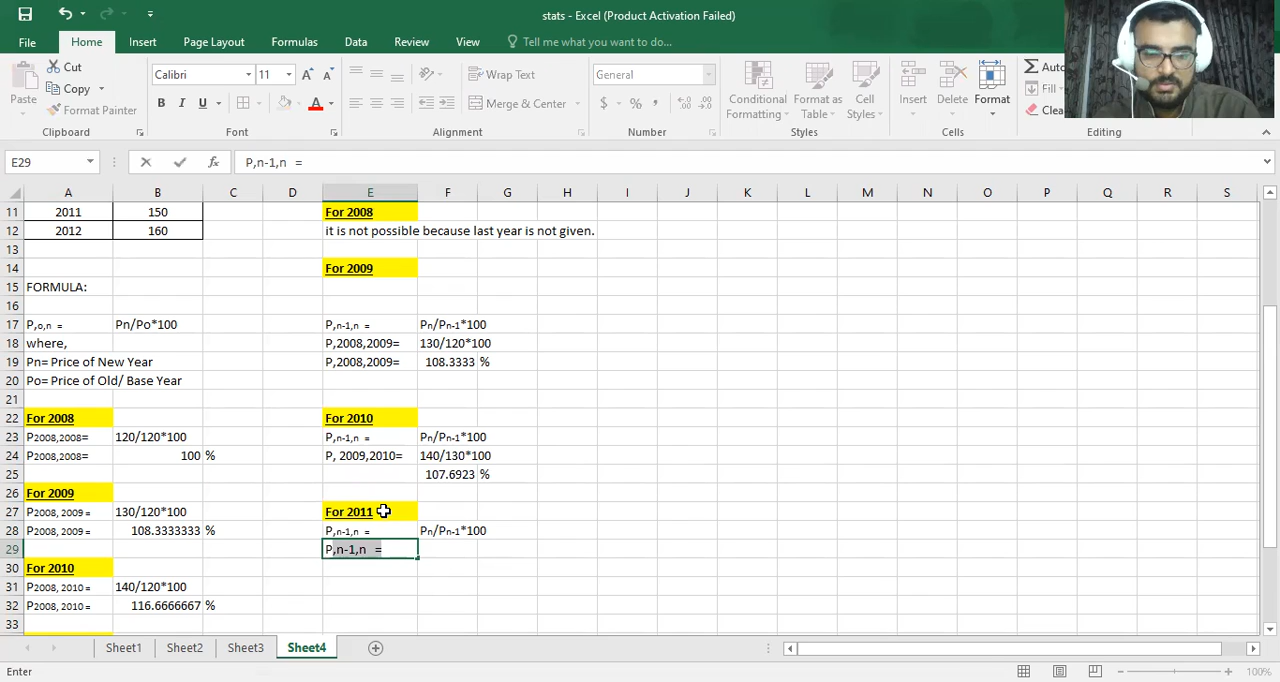 stats - Excel (Product Activation Failed)
File Home Insert Page Layout Formulas Data Review View Tell me what you want to do...
Cut
Copy
Format Painter
Paste
Calibri 11
B I U
Wrap Text
Merge & Center
General
$ % ,
Conditional Formatting
Format as Table
Cell Styles
Insert
Delete
Format
Auto
Fill
Clea
Clipboard Font Alignment Number Styles Cells Editing
E29 fx P,n-1,n =
A B C D E F G H I J K L M N O P Q R S
11 2011 150 For 2008
12 2012 160 it is not possible because last year is not given.
13
14 For 2009
15 FORMULA:
16
17 P,o,n = Pn/Po*100 P,n-1,n = Pn/Pn-1*100
18 where, P,2008,2009= 130/120*100
19 Pn= Price of New Year P,2008,2009= 108.3333 %
20 Po= Price of Old/ Base Year
21
22 For 2008 For 2010
23 P2008,2008= 120/120*100 P,n-1,n = Pn/Pn-1*100
24 P2008,2008= 100 % P, 2009,2010= 140/130*100
25 107.6923 %
26 For 2009
27 P2008, 2009 = 130/120*100 For 2011
28 P2008, 2009 = 108.3333333 % P,n-1,n = Pn/Pn-1*100
29 P,n-1,n =
30 For 2010
31 P2008, 2010 = 140/120*100
32 P2008, 2010 = 116.6666667 %
33
Sheet1 Sheet2 Sheet3 Sheet4
Enter 100%